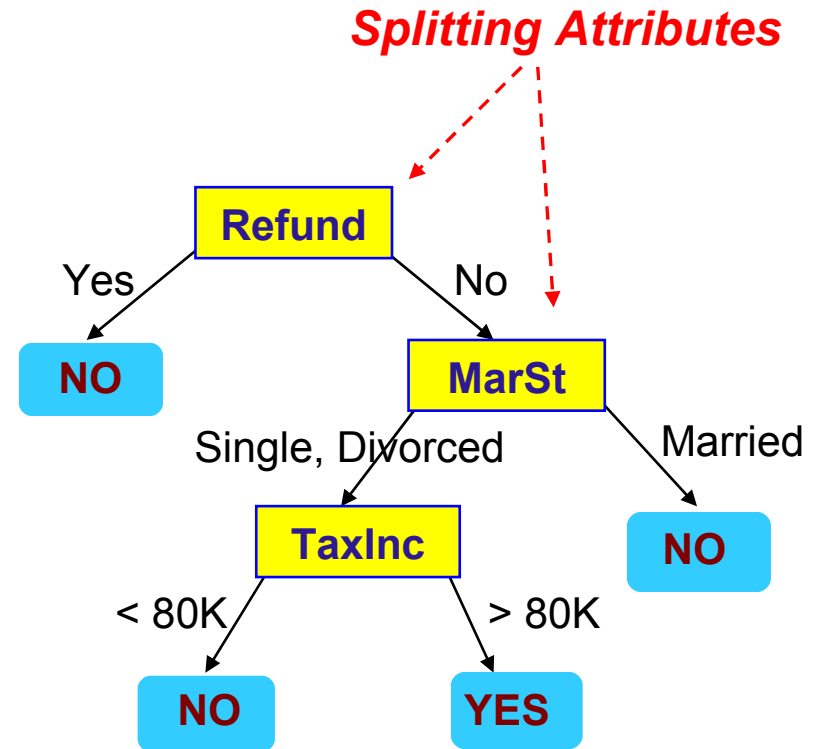 Splitting Attributes
Refund
Yes
No
NO
MarSt
Single, Divorced
Married
TaxInc
NO
< 80K
> 80K
NO
YES